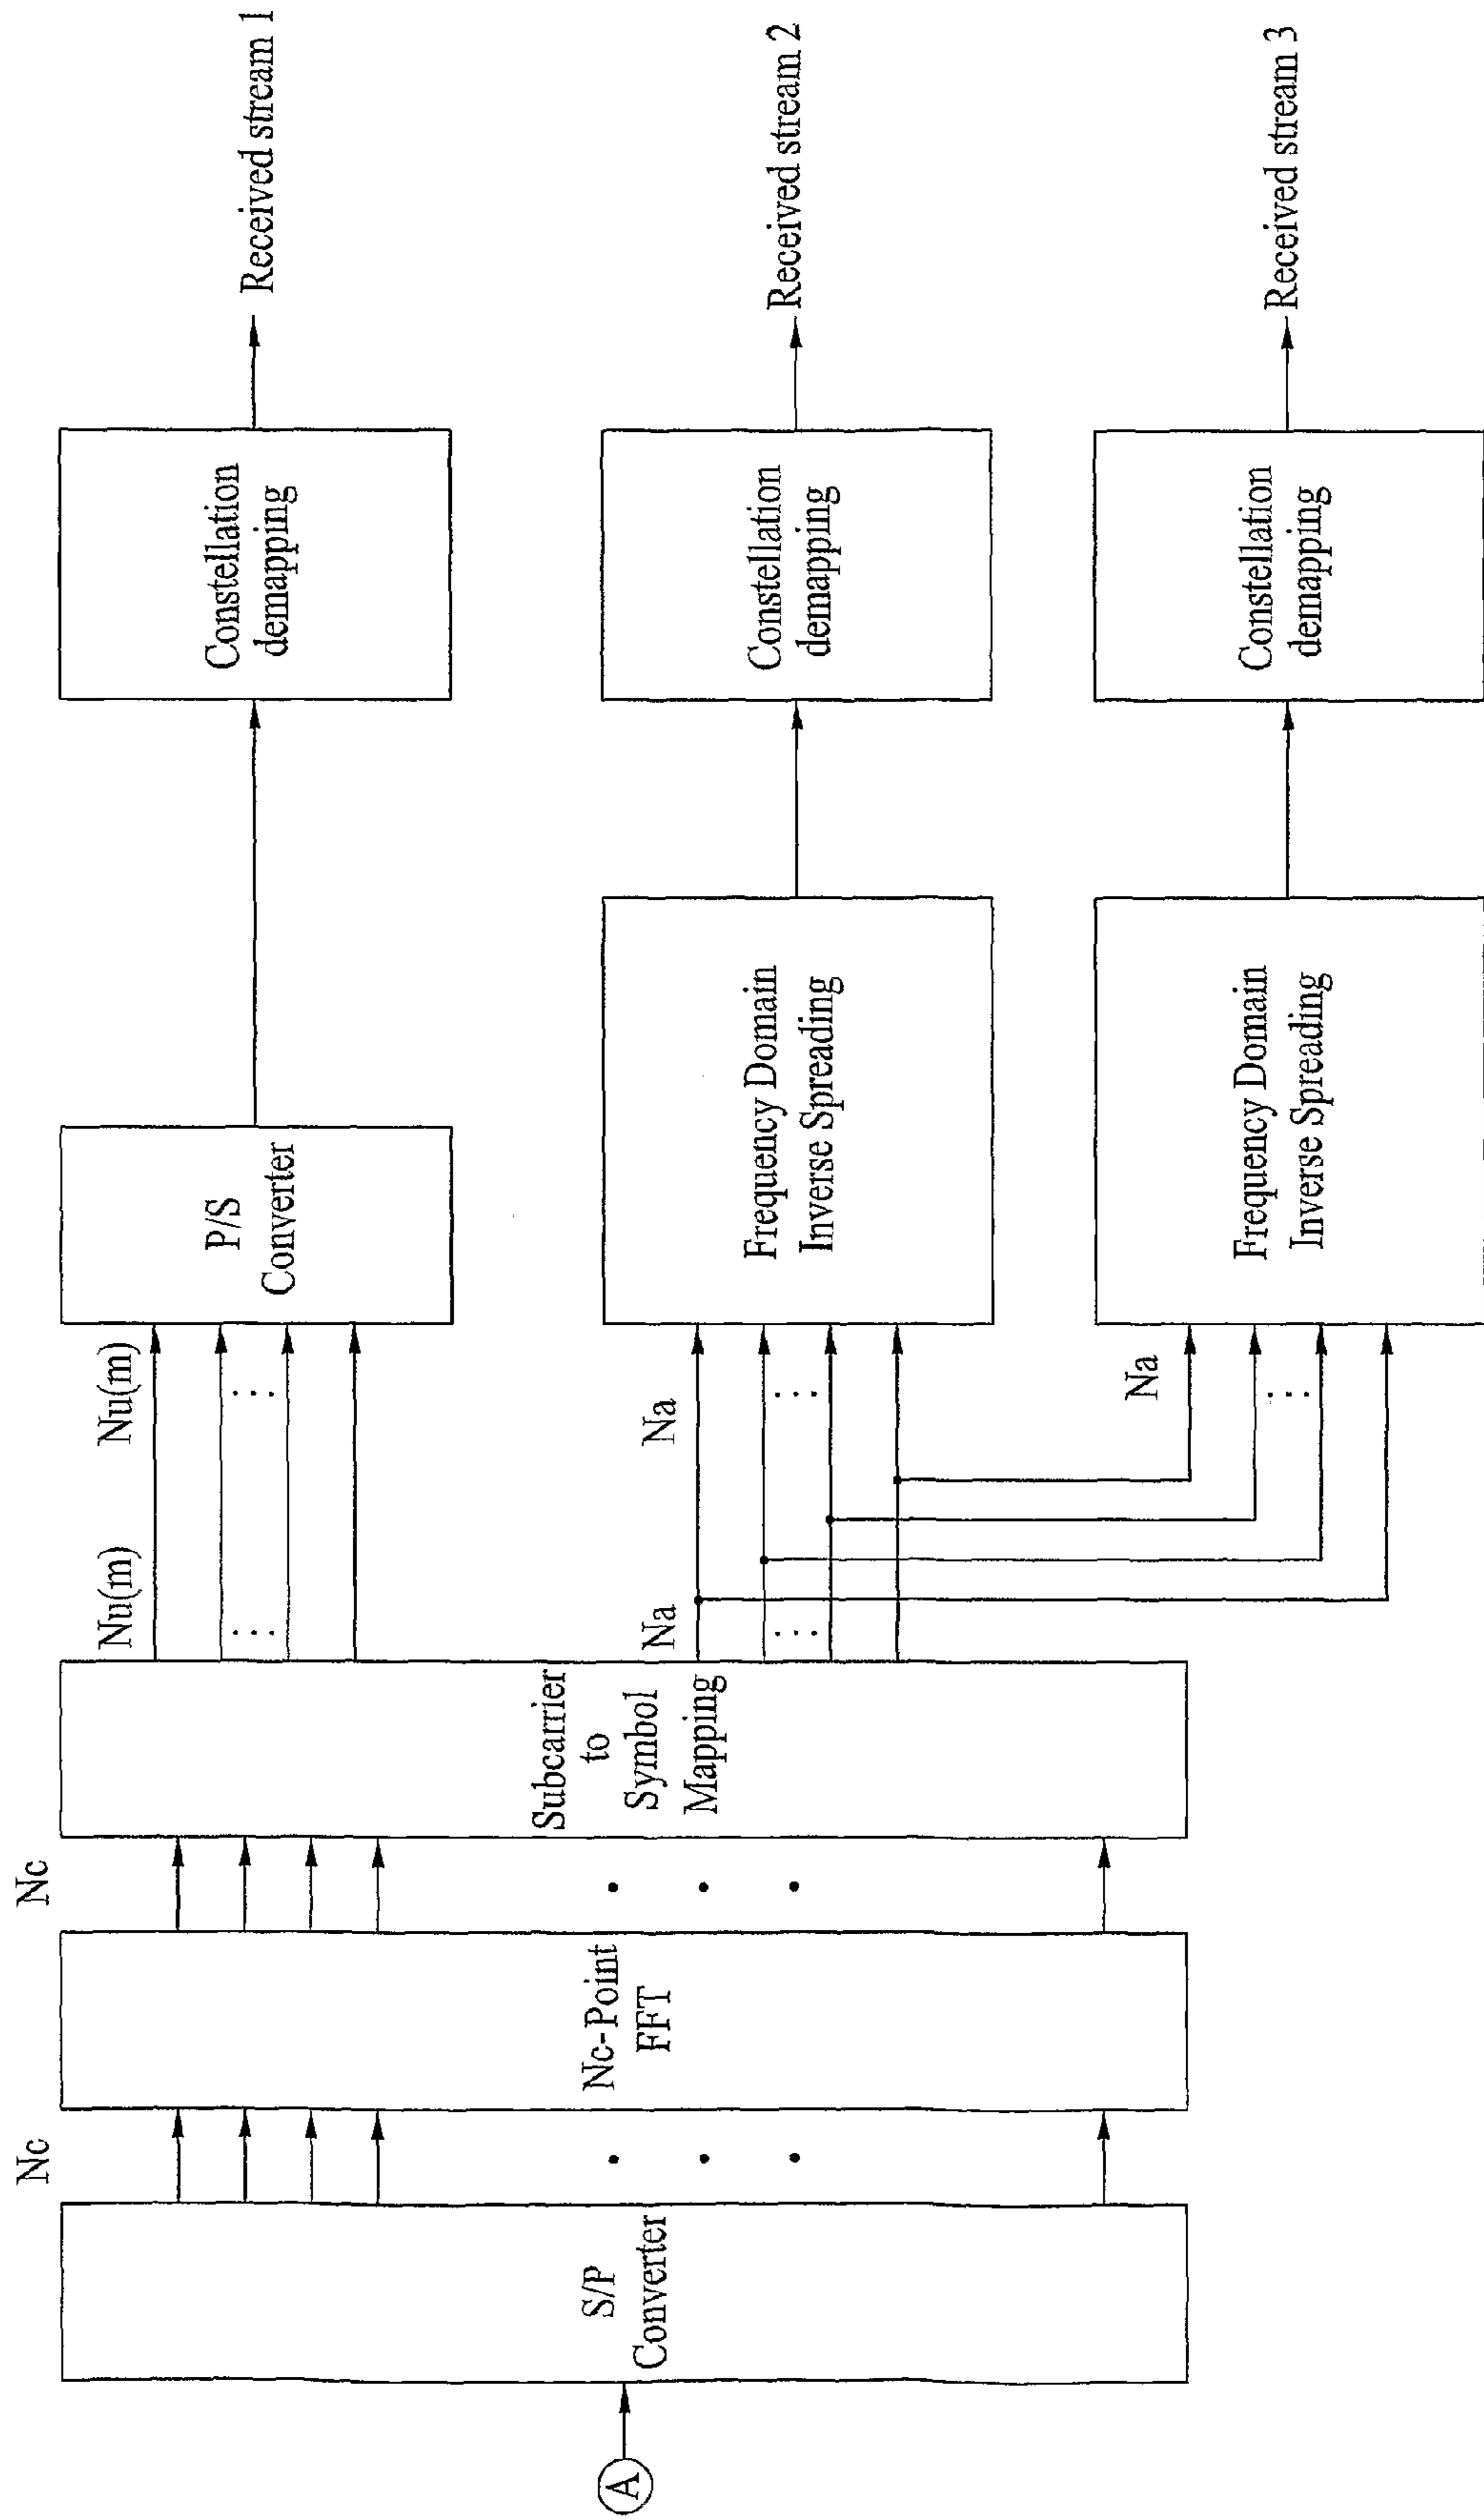 A
S/P
Converter
Nc
Nc-Point
FFT
Nc
Subcarrier
to
Symbol
Mapping
Nu(m)
Nu(m)
P/S
Converter
Constellation
demapping
Received stream 1
Na
Na
Frequency Domain
Inverse Spreading
Constellation
demapping
Received stream 2
Na
Frequency Domain
Inverse Spreading
Constellation
demapping
Received stream 3